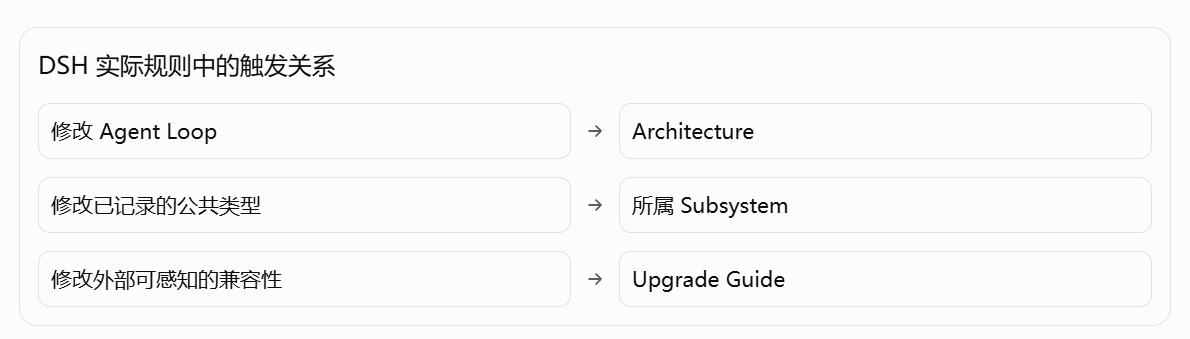 DSH 实际规则中的触发关系
修改 Agent Loop → Architecture
修改已记录的公共类型 → 所属 Subsystem
修改外部可感知的兼容性 → Upgrade Guide